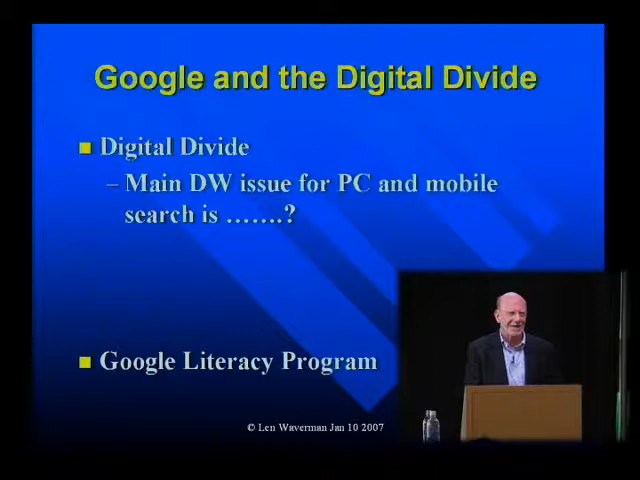 Google and the Digital Divide
Digital Divide
– Main DW issue for PC and mobile
search is …….?
Google Literacy Program
© Len Waverman Jan 10 2007